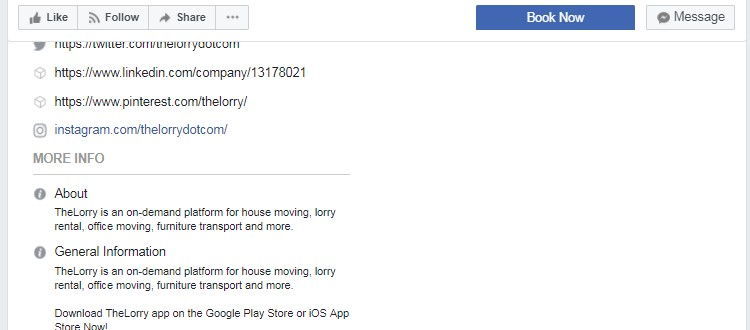 Like
Follow
Share
Book Now
Message
https://twitter.com/thelorrydotcom
https://www.linkedin.com/company/13178021
https://www.pinterest.com/thelorry/
instagram.com/thelorrydotcom/
MORE INFO
About
TheLorry is an on-demand platform for house moving, lorry
rental, office moving, furniture transport and more.
General Information
TheLorry is an on-demand platform for house moving, lorry
rental, office moving, furniture transport and more.
Download TheLorry app on the Google Play Store or iOS App
Store Now!